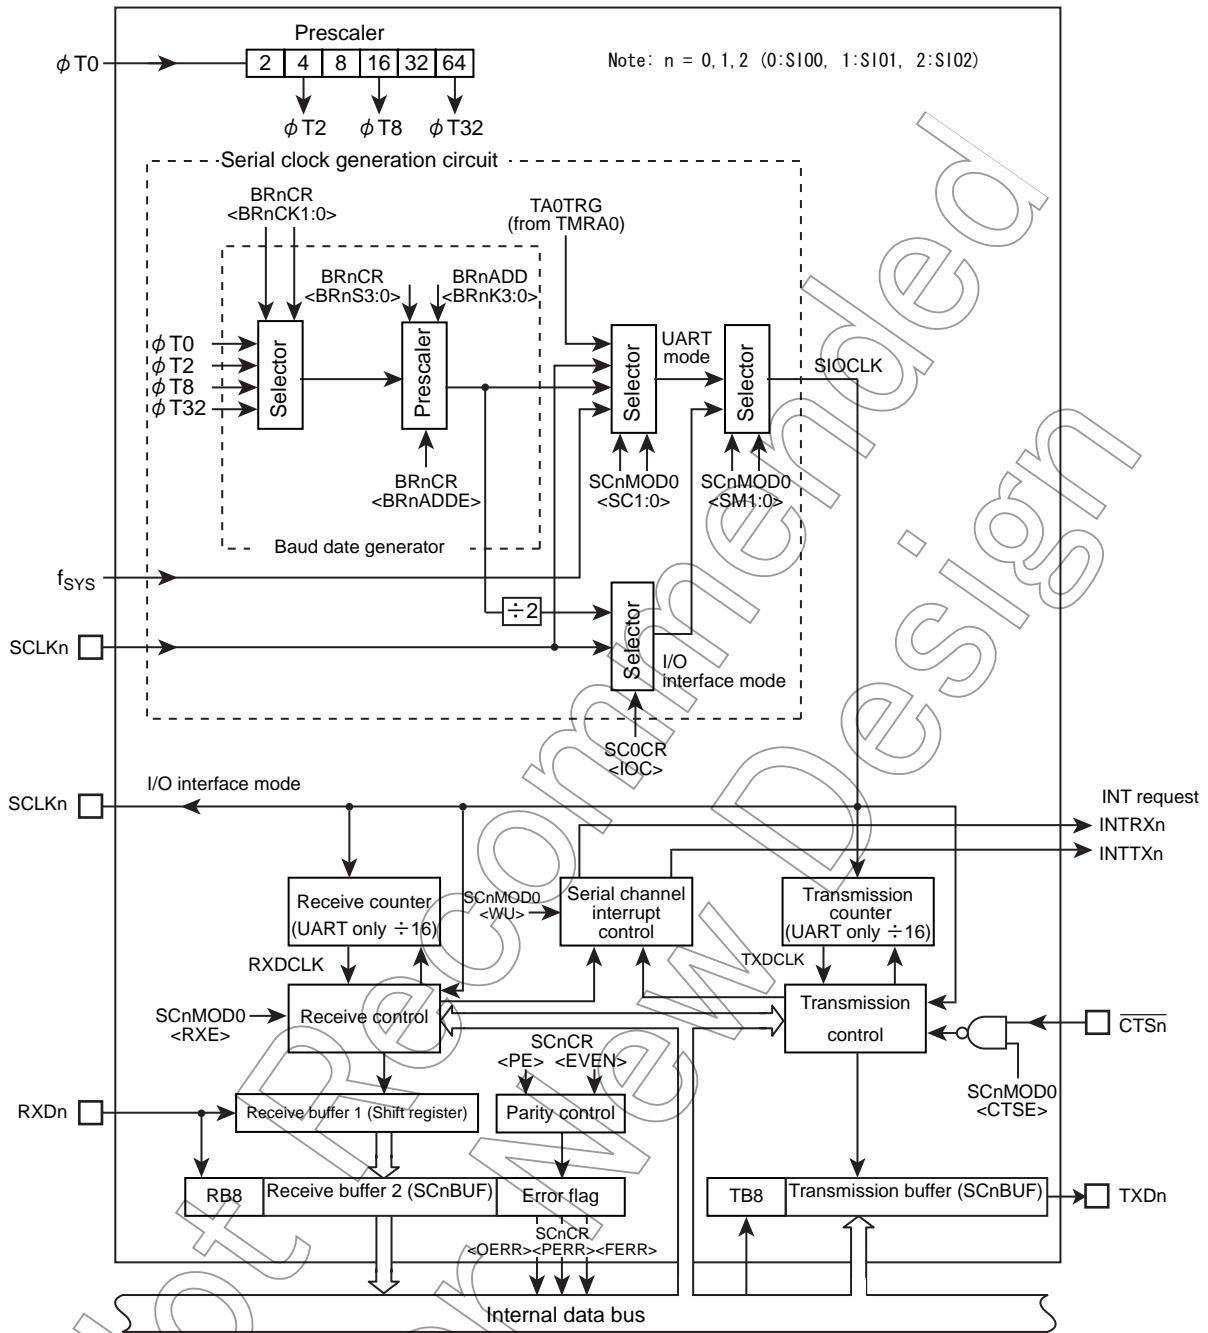 Prescaler
φT0
2 4 8 16 32 64
Note: n = 0,1,2 (0:SIO0, 1:SIO1, 2:SIO2)
φT2 φT8 φT32
Serial clock generation circuit
BRnCR
<BRnCK1:0>
TA0TRG
(from TMRA0)
BRnCR
<BRnS3:0>
BRnADD
<BRnK3:0>
φT0
φT2
φT8
φT32
Selector
Prescaler
Selector
UART
mode
Selector
SIOCLK
BRnCR
<BRnADDE>
SCnMOD0
<SC1:0>
SCnMOD0
<SM1:0>
Baud date generator
fSYS
÷2
SCLKn
Selector
I/O
interface mode
SC0CR
<IOC>
I/O interface mode
SCLKn
INT request
INTRXn
INTTXn
Receive counter
(UART only ÷16)
SCnMOD0
<WU>
Serial channel
interrupt
control
Transmission
counter
(UART only ÷16)
RXDCLK
TXDCLK
SCnMOD0
<RXE>
Receive control
Transmission
control
CTSn
SCnCR
<PE> <EVEN>
SCnMOD0
<CTSE>
RXDn
Receive buffer 1 (Shift register)
Parity control
RB8
Receive buffer 2 (SCnBUF)
Error flag
TB8
Transmission buffer (SCnBUF)
TXDn
SCnCR
<OERR><PERR><FERR>
Internal data bus
Not Recommended
for New Design